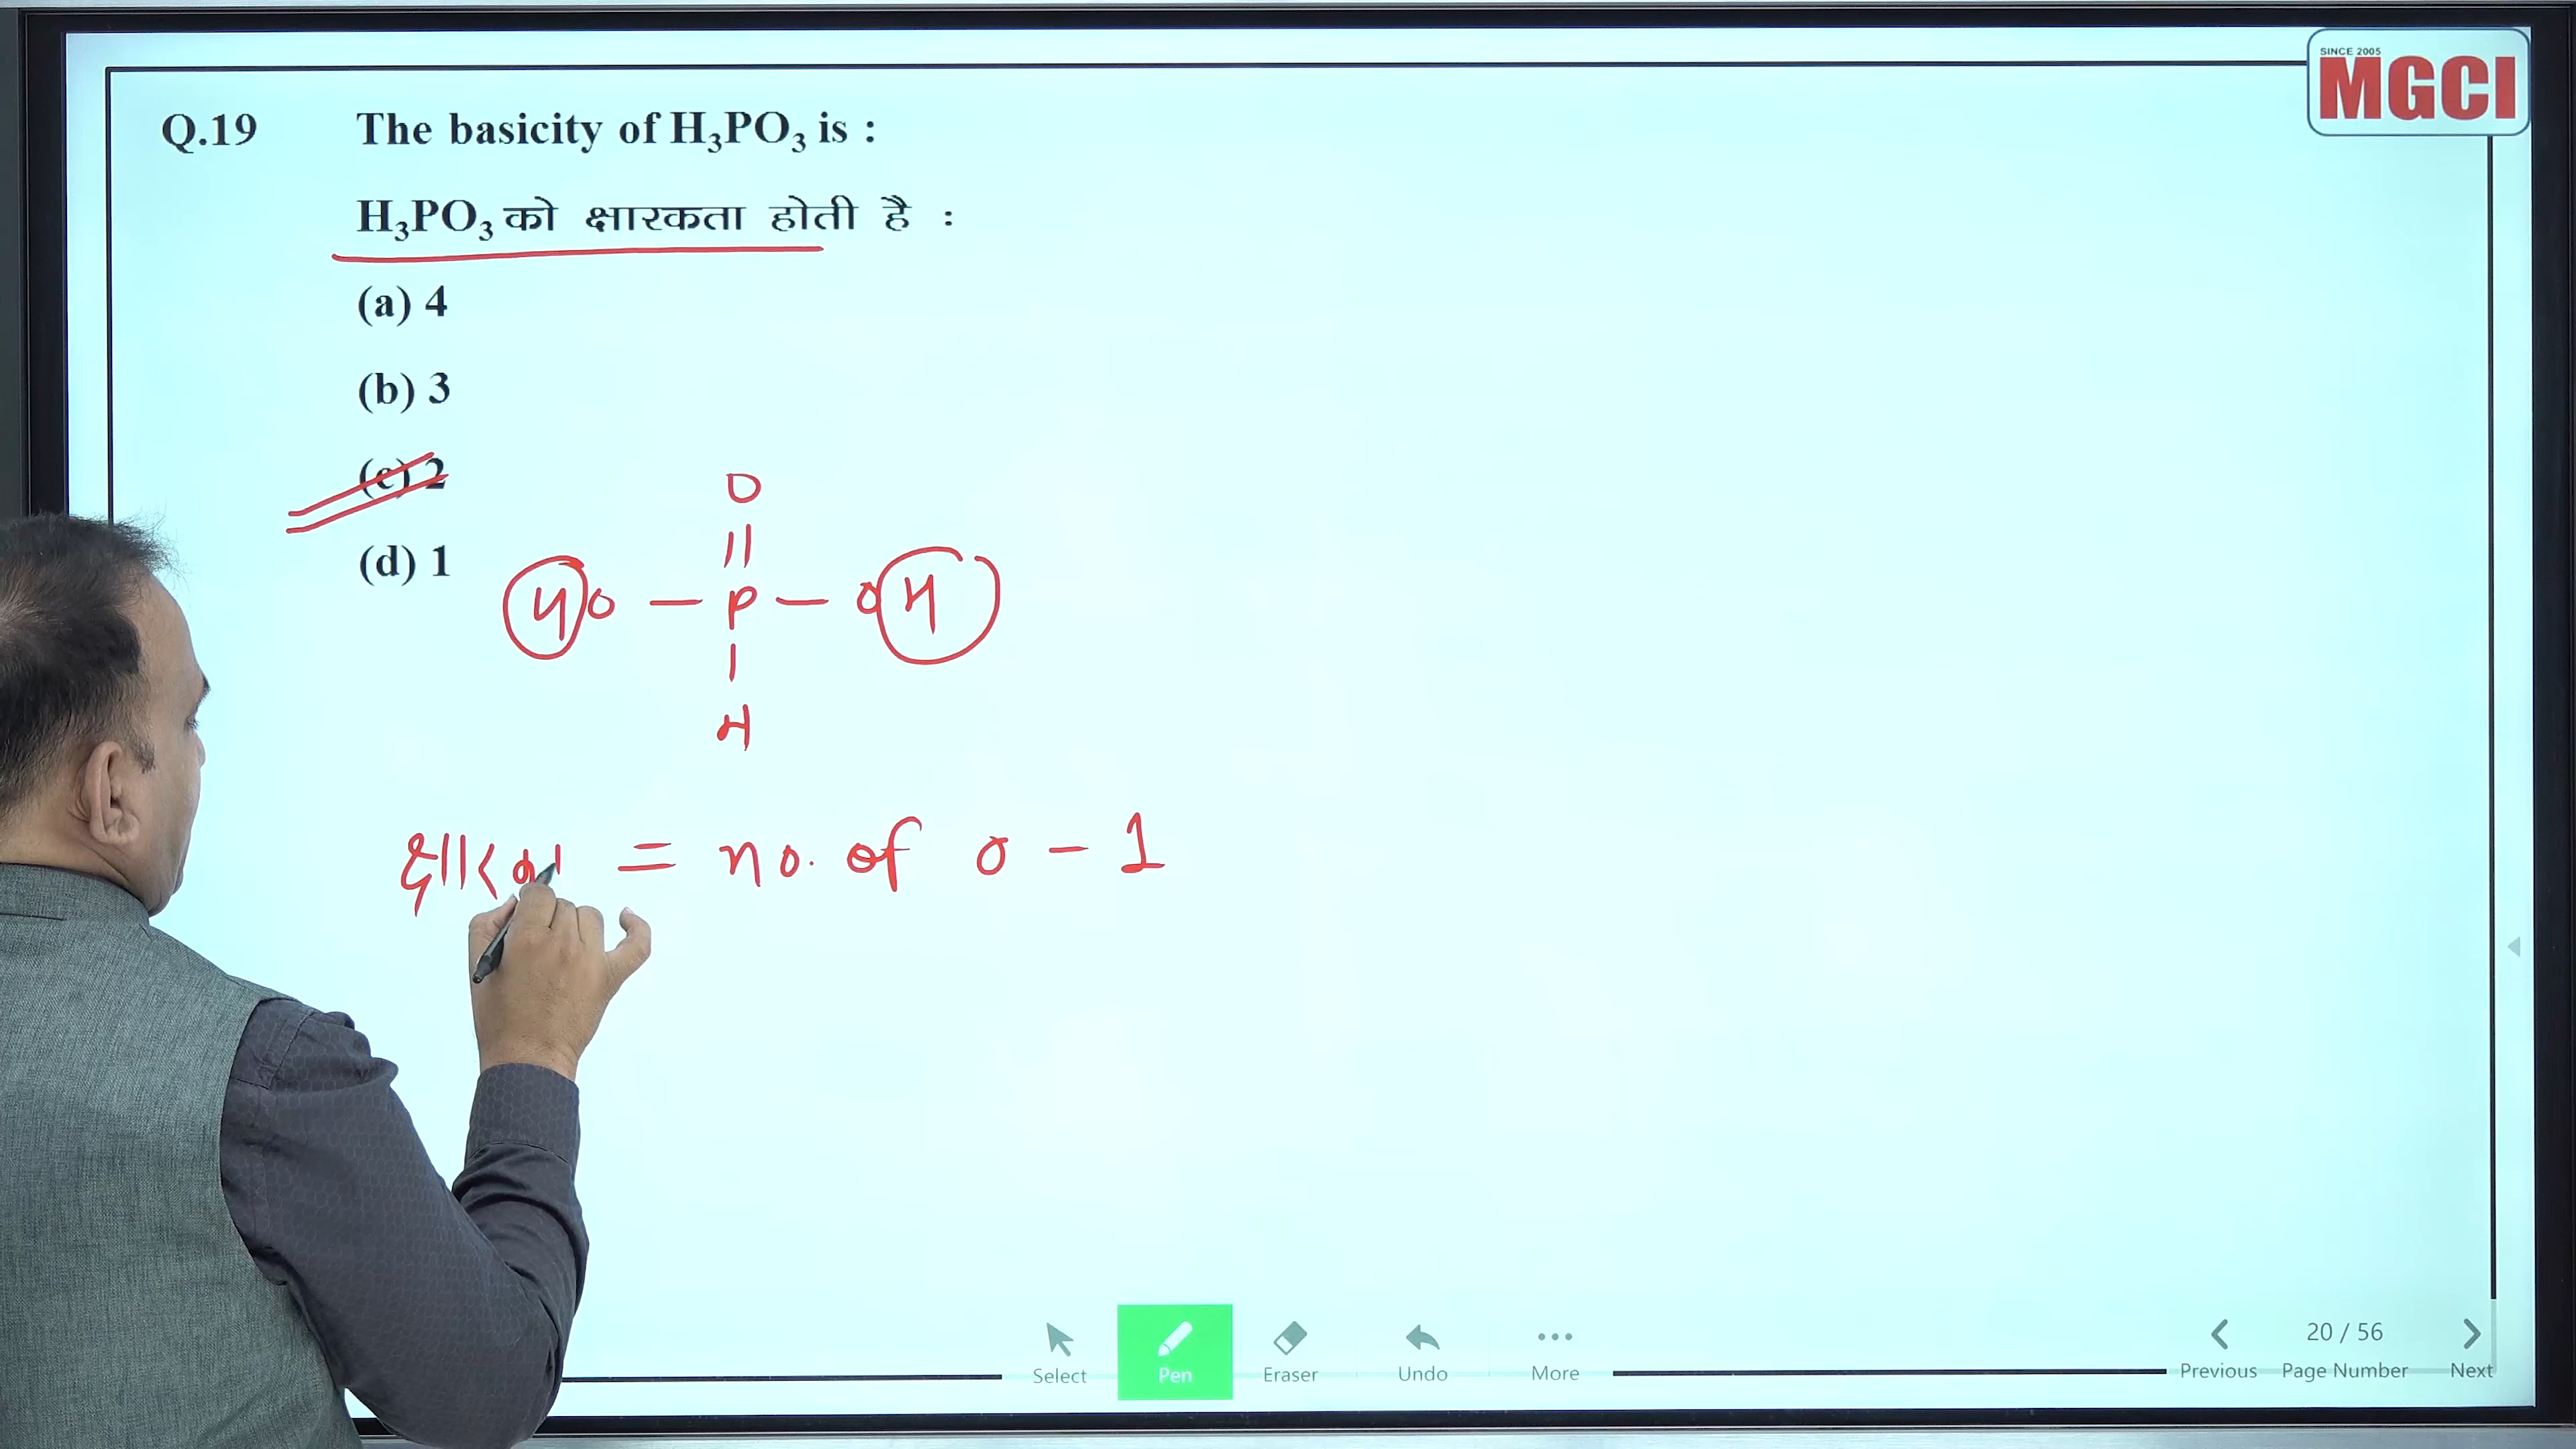 SINCE 2005
MGCI
Q.19 The basicity of H₃PO₃ is :
H₃PO₃ को क्षारकता होती है :
(a) 4
(b) 3
(c) 2
(d) 1
O
HO — P — OH
H
= no. of o - 1
Select Pen Eraser Undo More
20 / 56
Previous Page Number Next